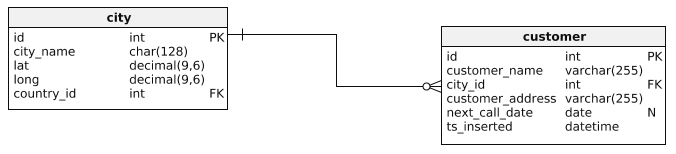 city
id int PK
city_name char(128)
lat decimal(9,6)
long decimal(9,6)
country_id int FK
customer
id int PK
customer_name varchar(255)
city_id int FK
customer_address varchar(255)
next_call_date date N
ts_inserted datetime